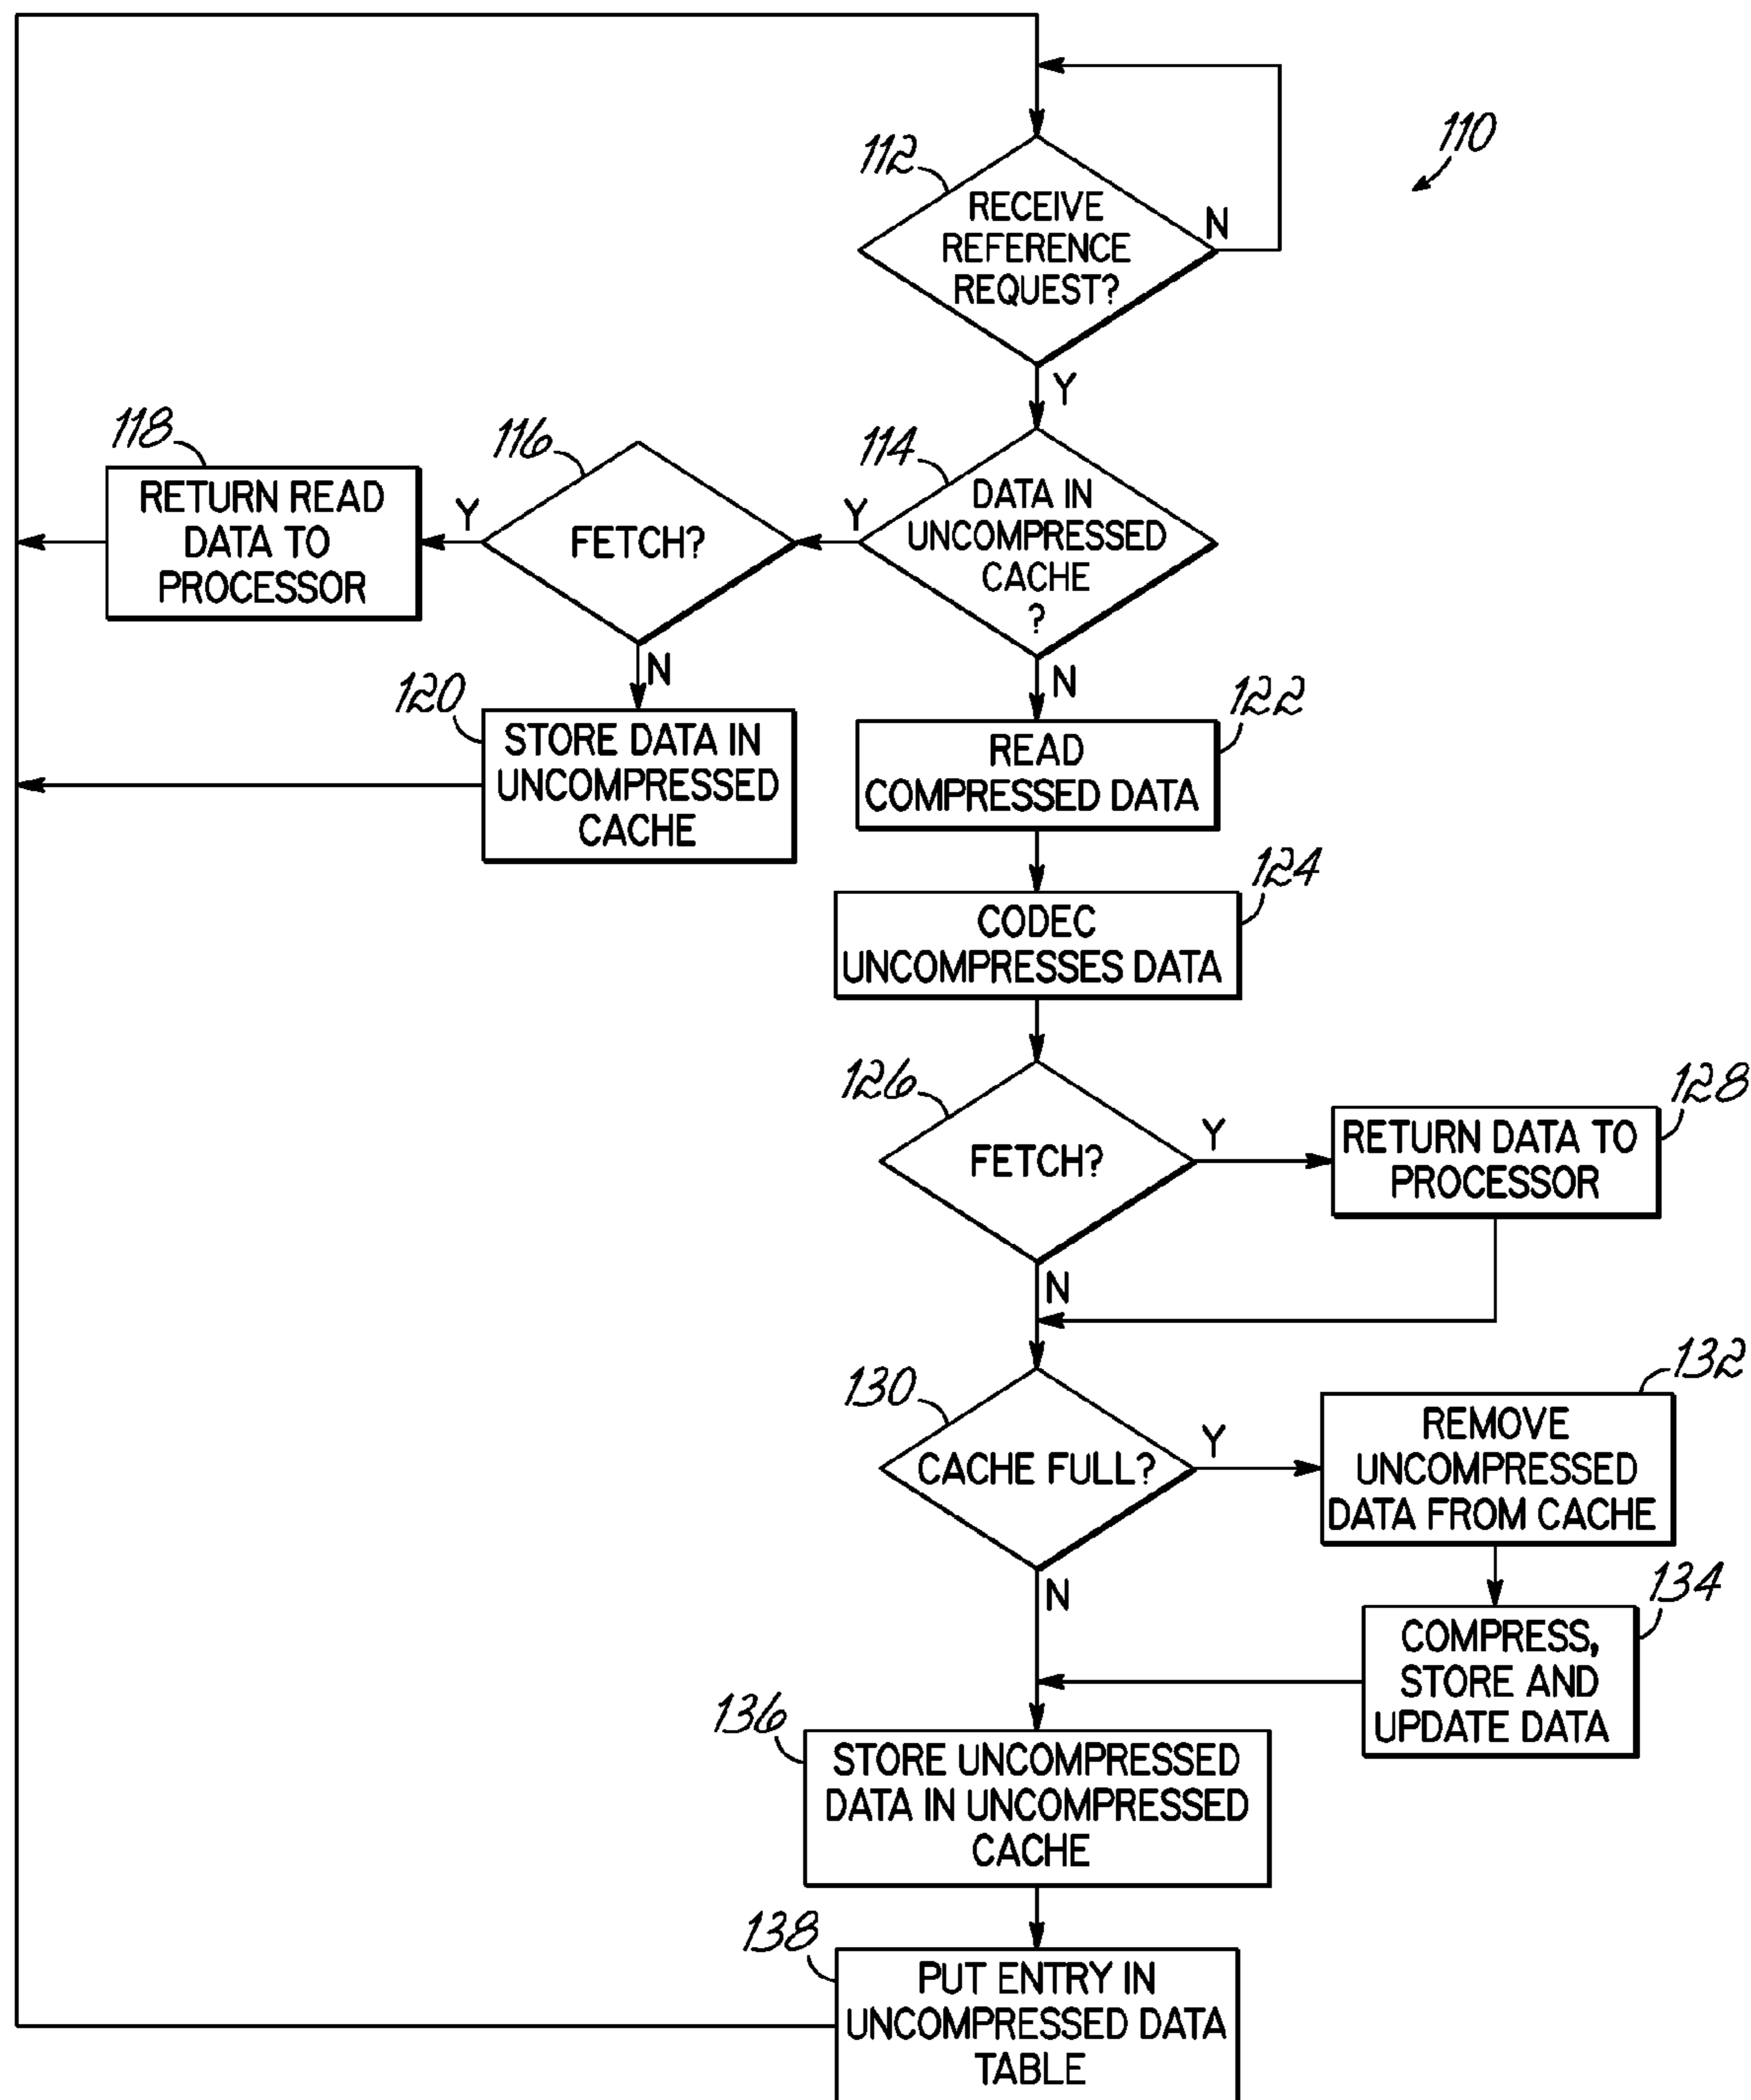 110
112
RECEIVE
REFERENCE
REQUEST?
N
Y
118
RETURN READ
DATA TO
PROCESSOR
Y
116
FETCH?
Y
114
DATA IN
UNCOMPRESSED
CACHE
?
N
N
120
STORE DATA IN
UNCOMPRESSED
CACHE
122
READ
COMPRESSED DATA
124
CODEC
UNCOMPRESSES DATA
126
FETCH?
Y
128
RETURN DATA TO
PROCESSOR
N
130
CACHE FULL?
Y
132
REMOVE
UNCOMPRESSED
DATA FROM CACHE
N
134
COMPRESS,
STORE AND
UPDATE DATA
136
STORE UNCOMPRESSED
DATA IN UNCOMPRESSED
CACHE
138
PUT ENTRY IN
UNCOMPRESSED DATA
TABLE